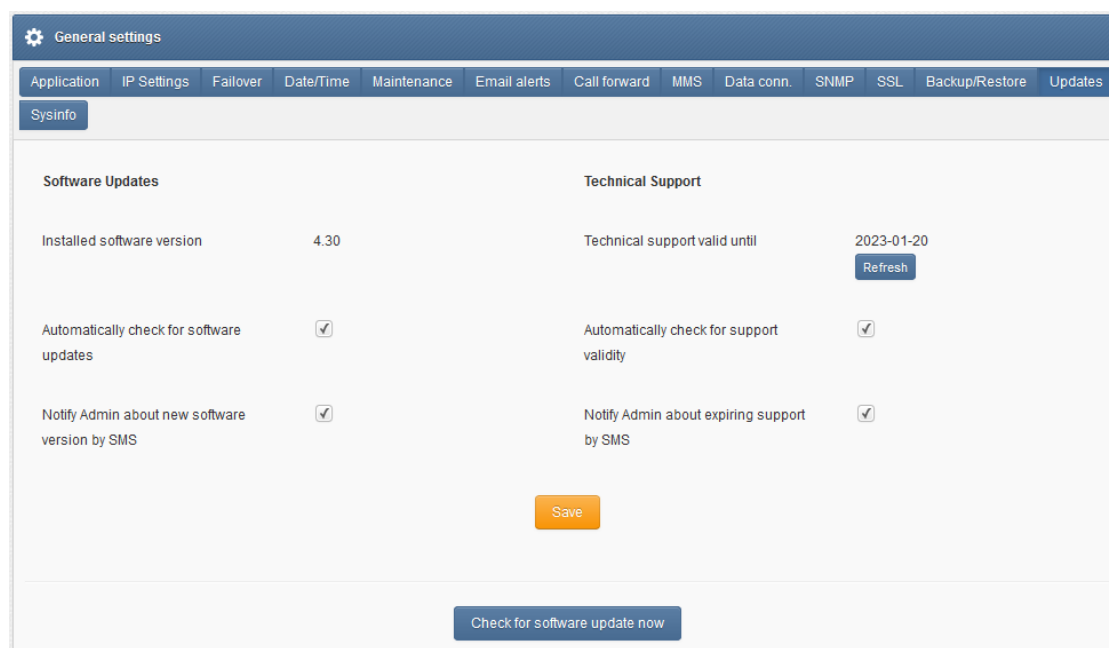 General settings
Application IP Settings Failover Date/Time Maintenance Email alerts Call forward MMS Data conn. SNMP SSL Backup/Restore Updates
Sysinfo
Software Updates
Technical Support
Installed software version 4.30
Technical support valid until 2023-01-20
Refresh
Automatically check for software
updates
Automatically check for support
validity
Notify Admin about new software
version by SMS
Notify Admin about expiring support
by SMS
Save
Check for software update now